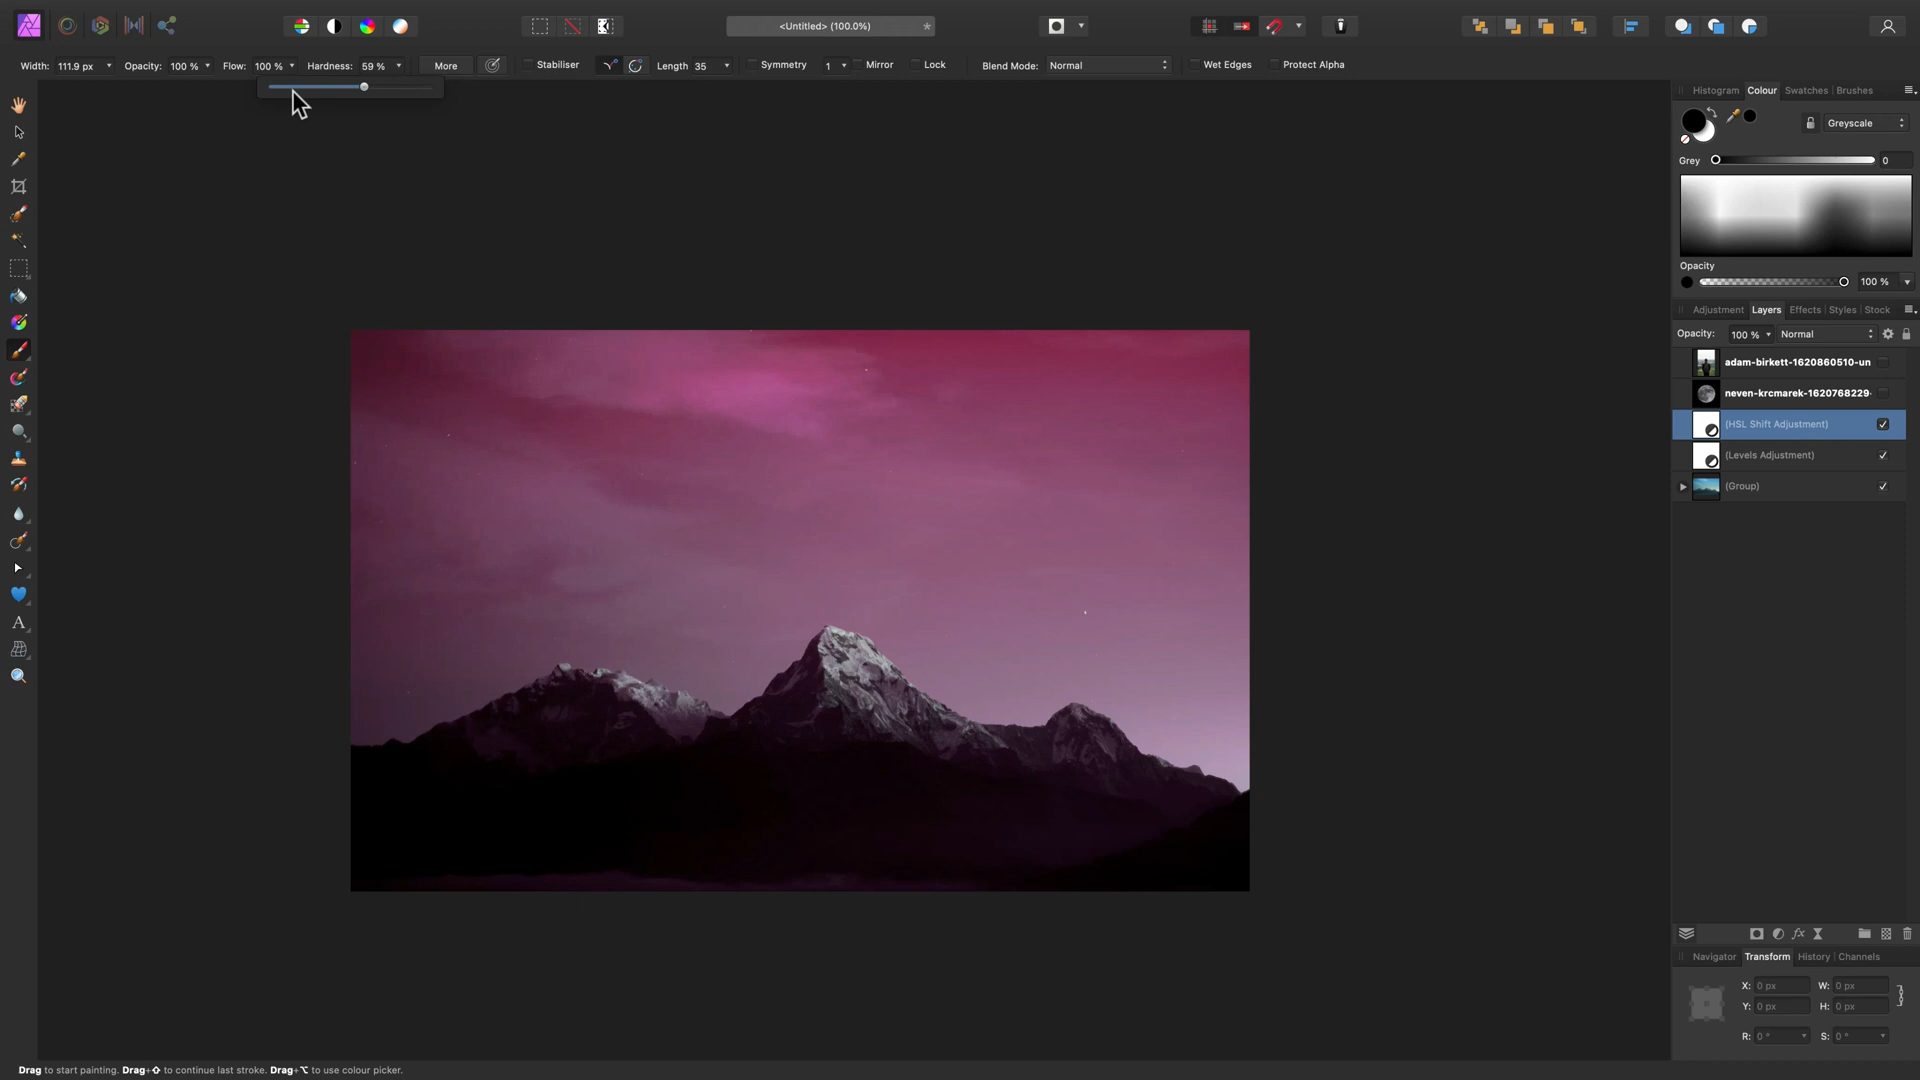 <Untitled> (100.0%)
Width: 111.9 px Opacity: 100 % Flow: 100 % Hardness: 59 % More Stabiliser Length 35 Symmetry 1 Mirror Lock Blend Mode: Normal Wet Edges Protect Alpha
Histogram Colour Swatches Brushes
Greyscale
Grey 0
Opacity
100 %
Adjustment Layers Effects Styles Stock
Opacity: 100 % Normal
adam-birkett-1620860510-un
neven-krcmarek-1620768229-
(HSL Shift Adjustment)
(Levels Adjustment)
(Group)
Navigator Transform History Channels
X: 0 px W: 0 px
Y: 0 px H: 0 px
R: 0 ° S: 0 °
Drag to start painting. Drag+⇧ to continue last stroke. Drag+⌥ to use colour picker.